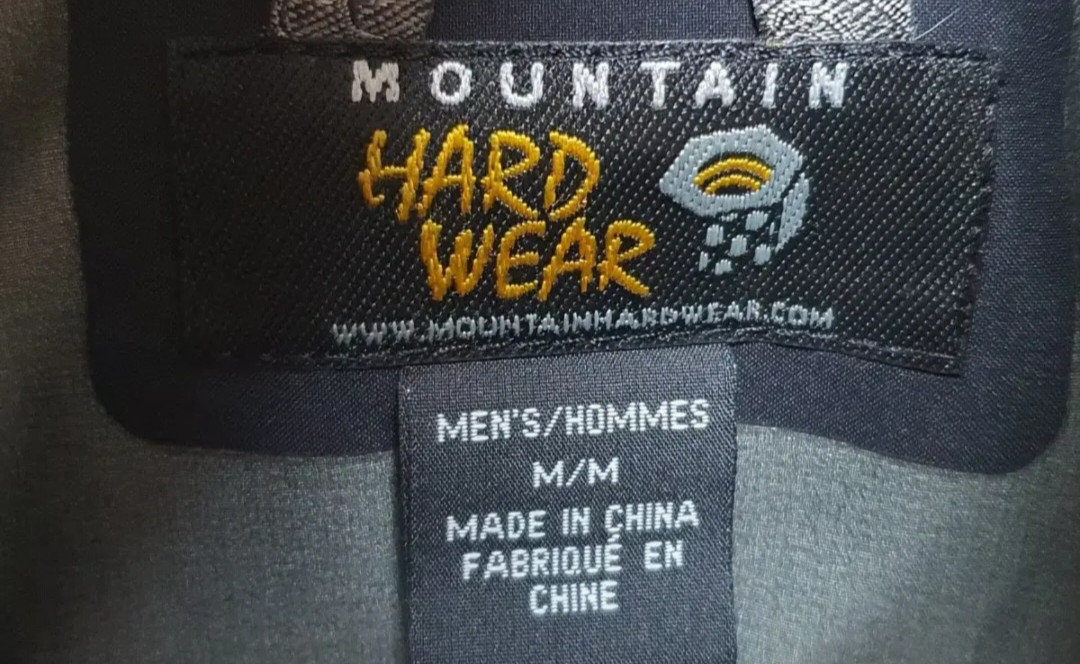 MOUNTAIN
HARD
WEAR
WWW.MOUNTAINHARDWEAR.COM
MEN'S/HOMMES
M/M
MADE IN CHINA
FABRIQUÉ EN
CHINE